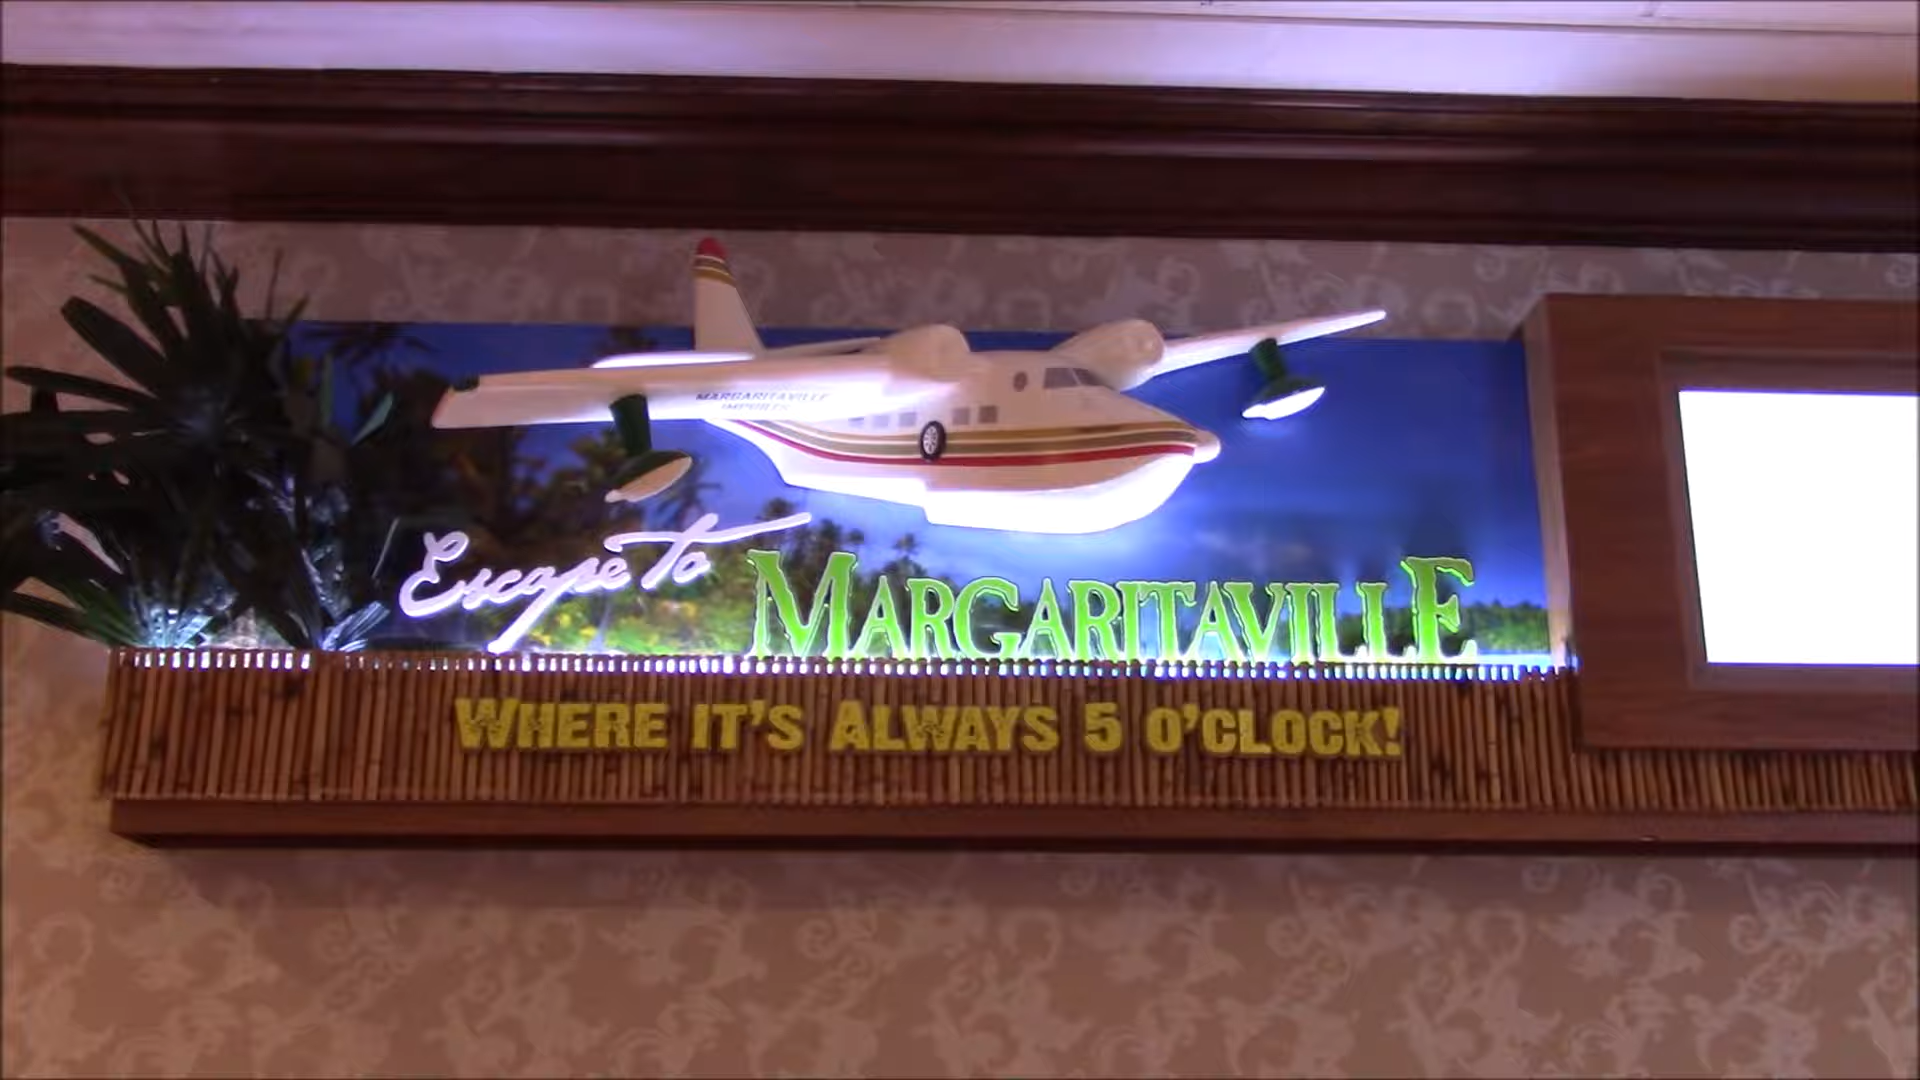 MARGARITAVILLE
Escape To MARGARITAVILLE
WHERE IT'S ALWAYS 5 O'CLOCK!